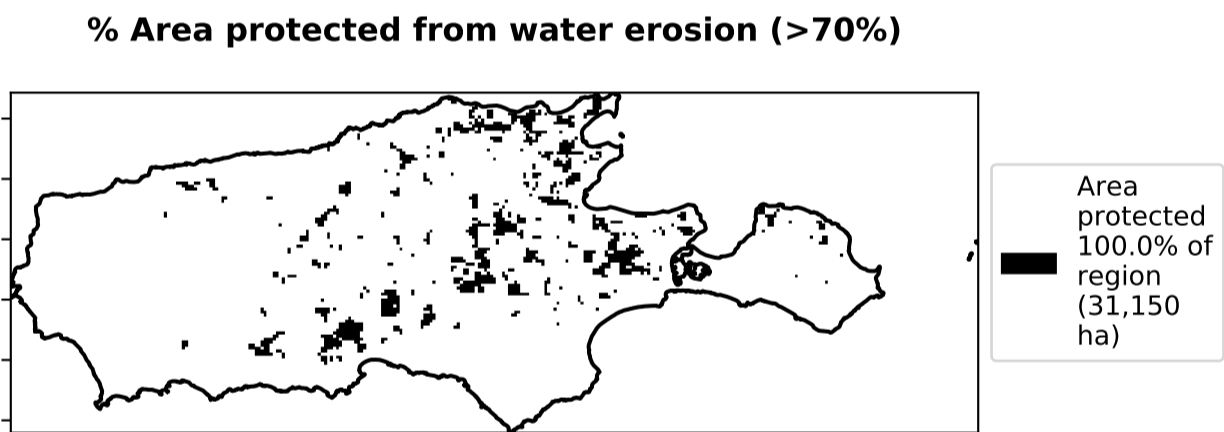 % Area protected from water erosion (>70%)
Area
protected
100.0% of
region
(31,150
ha)